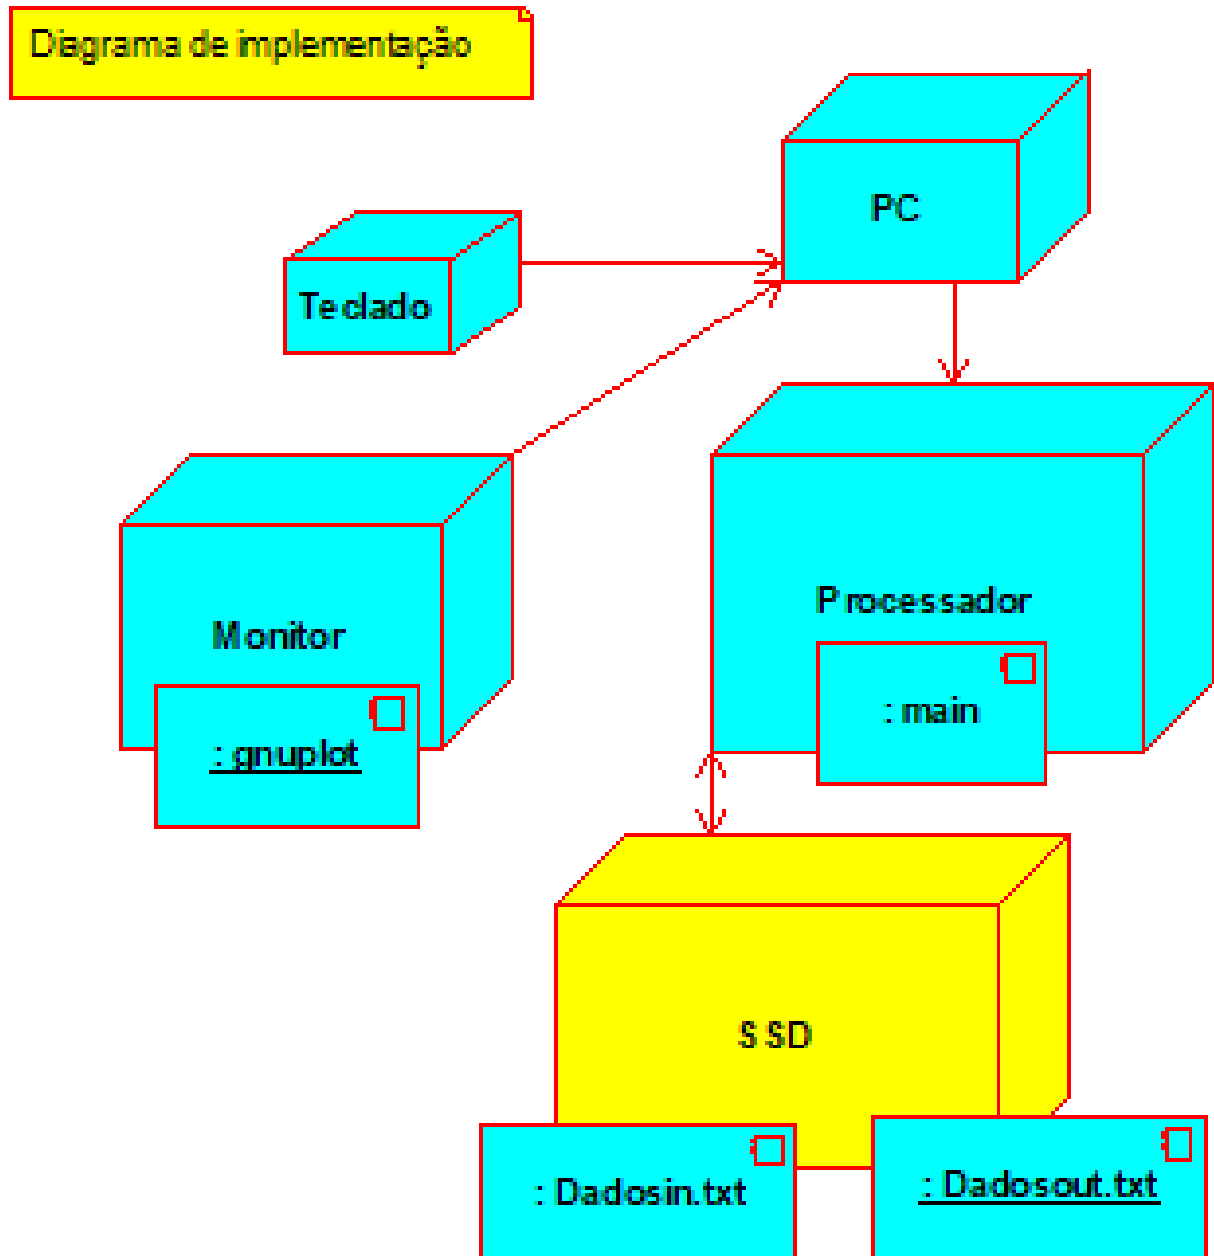 Diagrama de implementação
PC
Teclado
Processador
Monitor
: main
: gnuplot
SSD
: Dadosin.txt
: Dadosout.txt